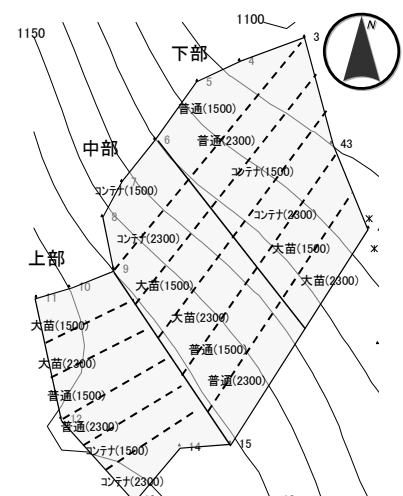 1100
1150
N
3
下部
4
5
普通(1500)
6
普通(2300)
43
中部
コンテナ(1500)
7
コンテナ(1500)
8
コンテナ(2300)
コンテナ(2300)
大苗(1500)
上部
9
大苗(2300)
10
大苗(1500)
11
大苗(2300)
大苗(1500)
普通(1500)
大苗(2300)
普通(2300)
普通(1500)
12
普通(2300)
14
15
コンテナ(1500)
コンテナ(2300)